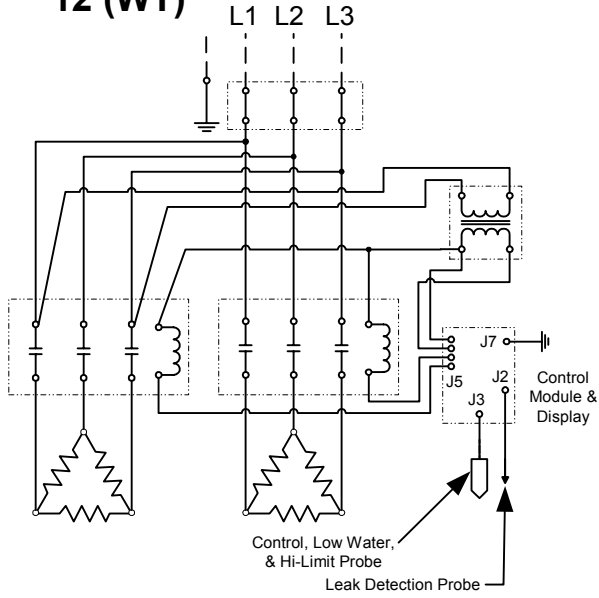 12 (WT)
L1 L2 L3
J7
J5
J2
J3
Control
Module &
Display
Control, Low Water,
& Hi-Limit Probe
Leak Detection Probe